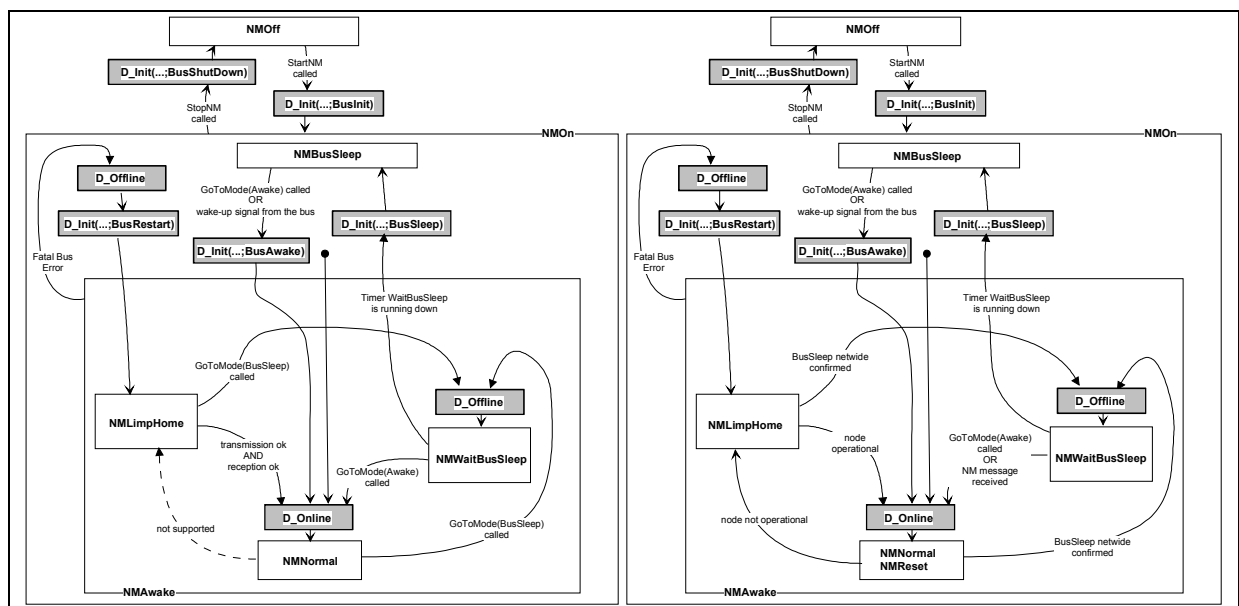 NMOff
D_Init(...;BusShutDown)
StartNM
called
D_Init(...;BusInit)
StopNM
called
NMOn
NMBusSleep
D_Offline
GoToMode(Awake) called
OR
wake-up signal from the bus
D_Init(...;BusRestart)
D_Init(...;BusSleep)
D_Init(...;BusAwake)
Fatal Bus
Error
Timer WaitBusSleep
is running down
GoToMode(BusSleep)
called
D_Offline
NMLimpHome
transmission ok
AND
reception ok
NMWaitBusSleep
GoToMode(Awake)
called
D_Online
not supported
GoToMode(BusSleep)
called
NMNormal
NMAwake
NMOff
D_Init(...;BusShutDown)
StartNM
called
D_Init(...;BusInit)
StopNM
called
NMOn
NMBusSleep
D_Offline
GoToMode(Awake) called
OR
wake-up signal from the bus
D_Init(...;BusRestart)
D_Init(...;BusSleep)
D_Init(...;BusAwake)
Fatal Bus
Error
Timer WaitBusSleep
is running down
BusSleep netwide
confirmed
D_Offline
NMLimpHome
node
operational
GoToMode(Awake)
called
OR
NM message
received
NMWaitBusSleep
D_Online
node not operational
BusSleep netwide
confirmed
NMNormal
NMReset
NMAwake